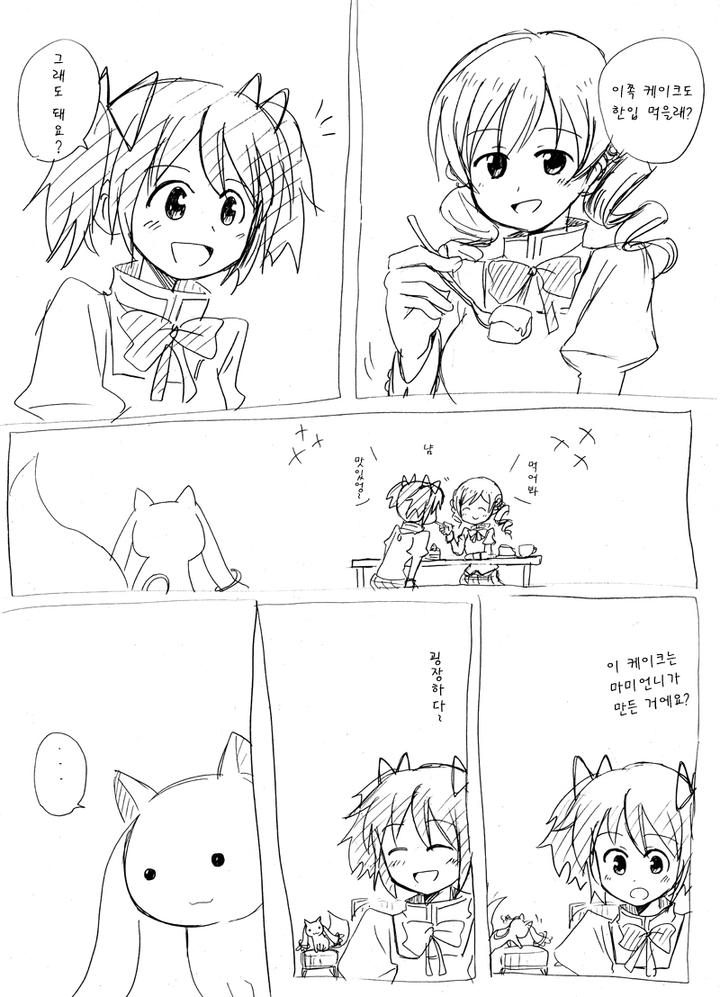 이쪽 케이크도
한입 먹을래?
그래도 돼요?
먹어봐
냠
맛있엉~
이 케이크는
마미언니가
만든 거에요?
굉장하다~
...